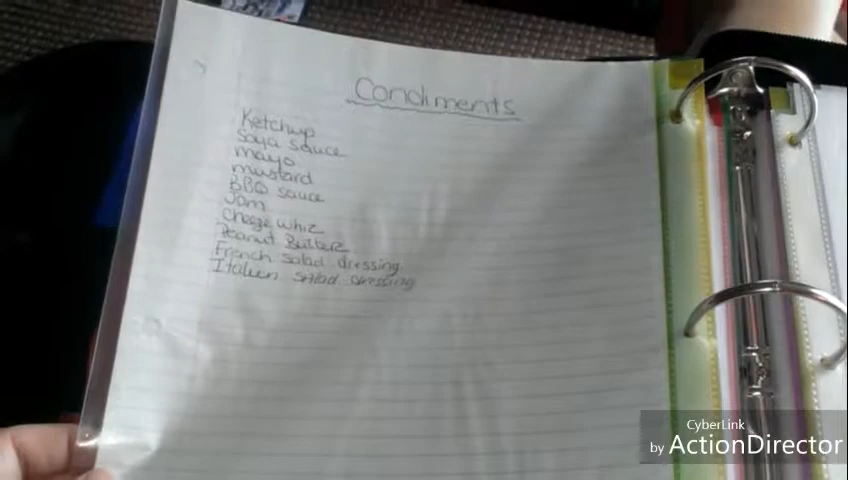 Condiments
Ketchup
Soya sauce
mayo
mustard
BBQ sauce
Jam
Cheeze Whiz
Peanut Butter
French Salad dressing
Italien salad dressing
CyberLink
by ActionDirector